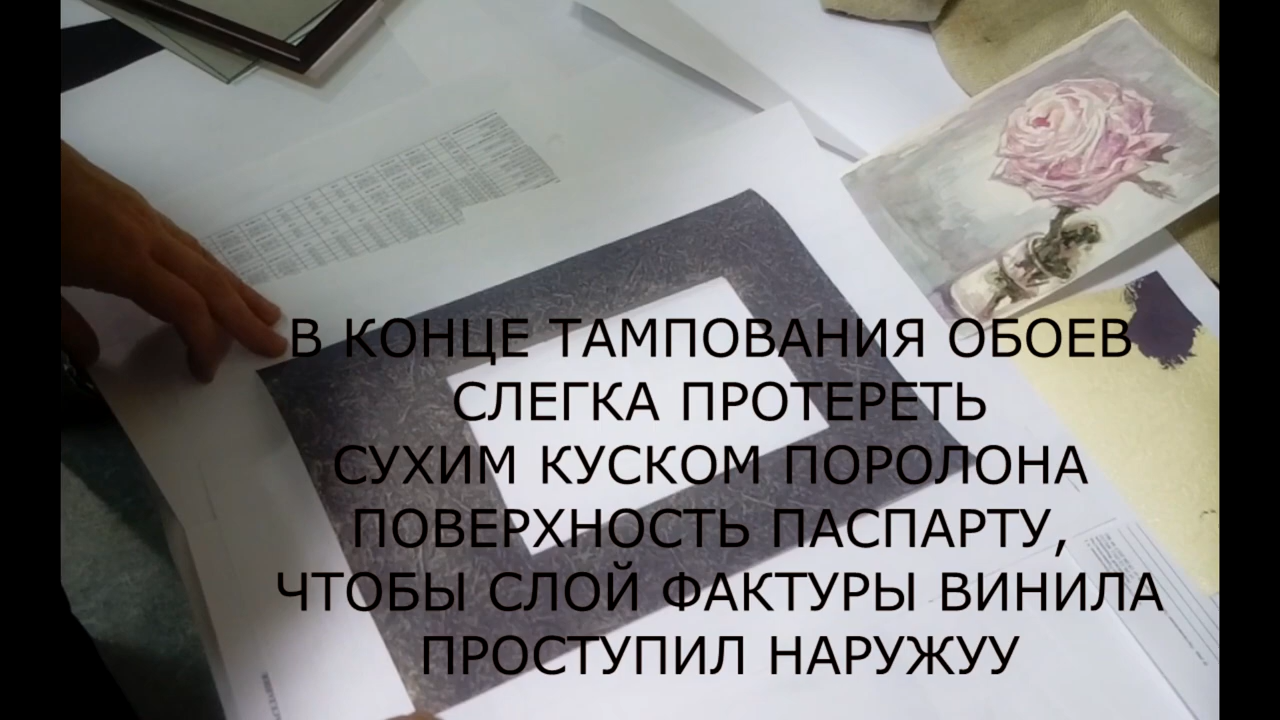 В КОНЦЕ ТАМПОВАНИЯ ОБОЕВ
СЛЕГКА ПРОТЕРЕТЬ
СУХИМ КУСКОМ ПОРОЛОНА
ПОВЕРХНОСТЬ ПАСПАРТУ,
ЧТОБЫ СЛОЙ ФАКТУРЫ ВИНИЛА
ПРОСТУПИЛ НАРУЖУУ